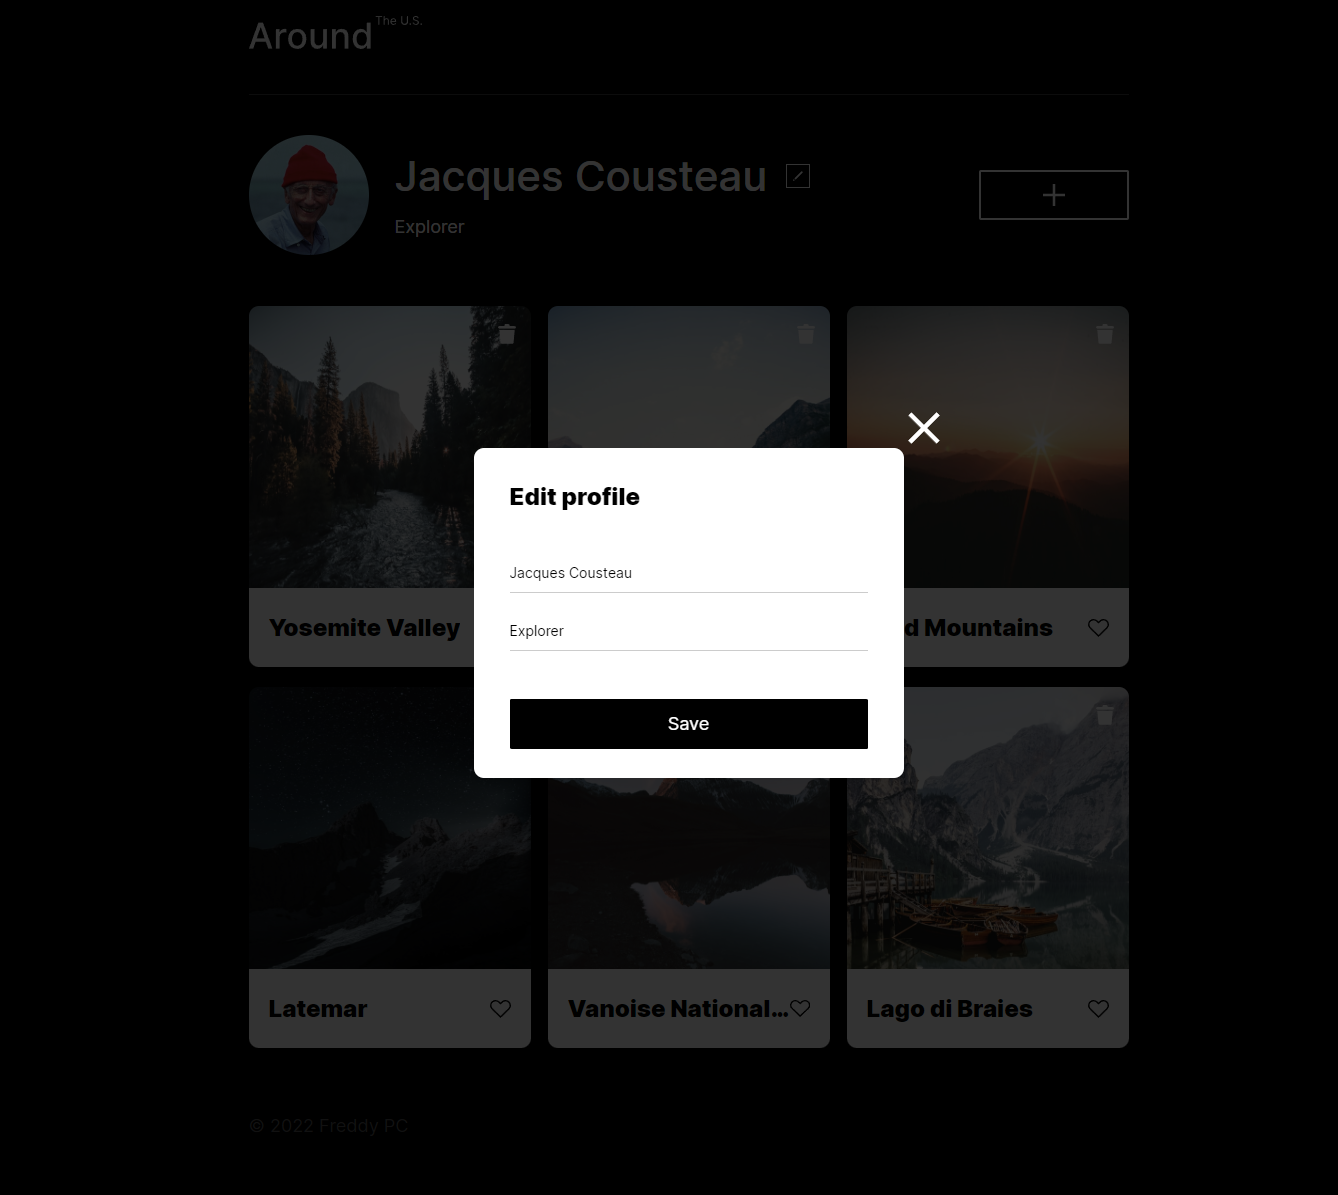 Around The U.S.
Jacques Cousteau
Explorer
Edit profile
Jacques Cousteau
Explorer
Save
Yosemite Valley
d Mountains
Latemar
Vanoise National...
Lago di Braies
© 2022 Freddy PC